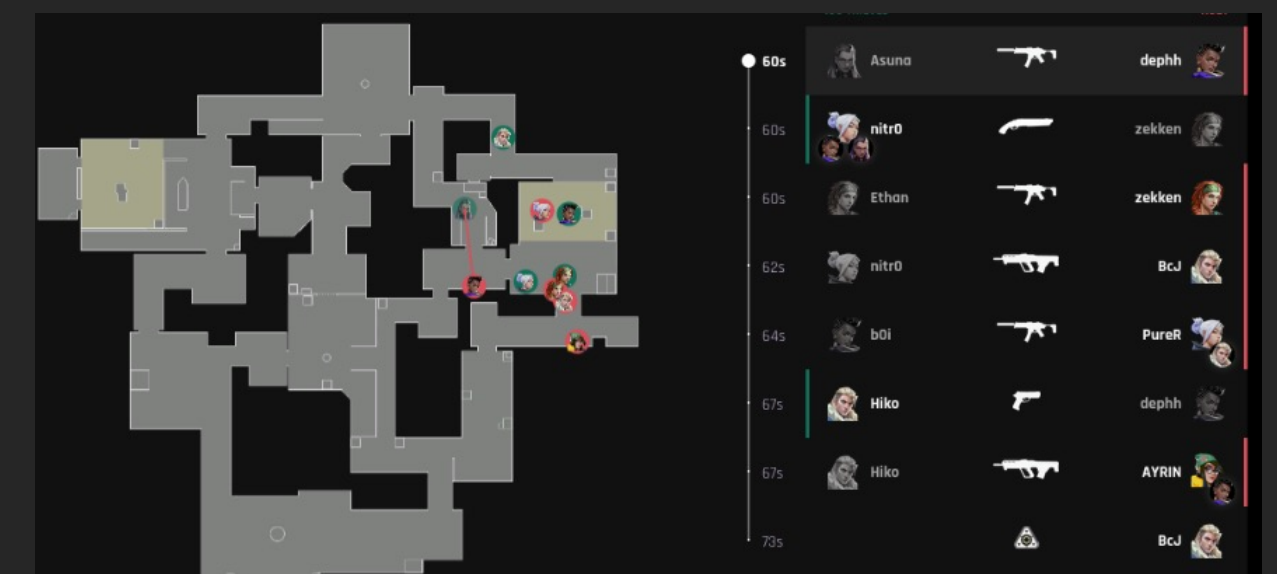 60s Asuna dephh
60s nitr0 zekken
60s Ethan zekken
62s nitr0 BcJ
64s b0i PureR
67s Hiko dephh
67s Hiko AYRIN
73s BcJ